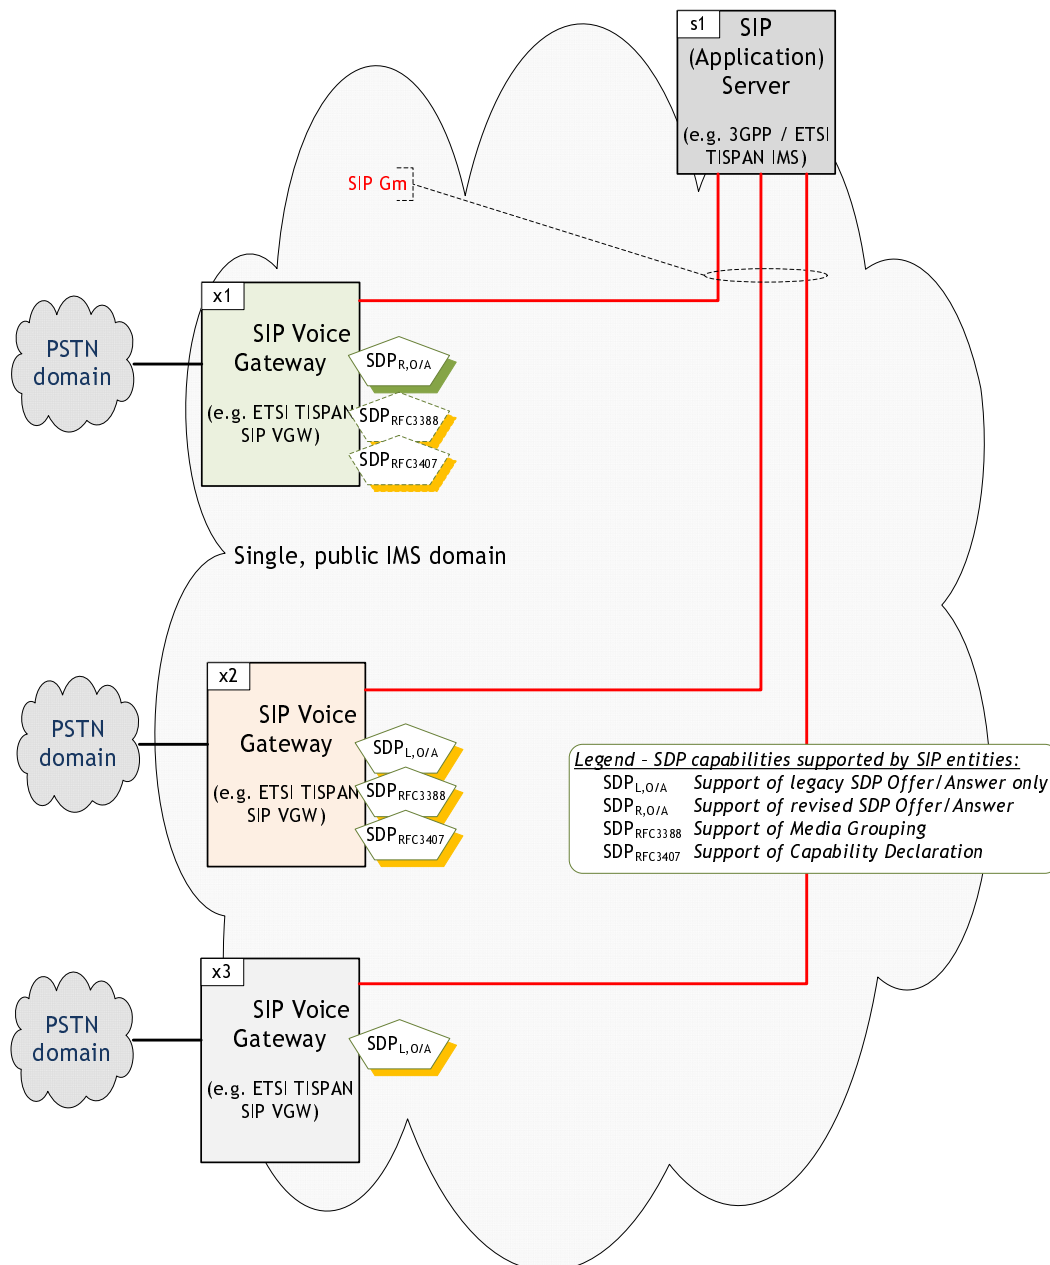 s1
SIP
(Application)
Server
(e.g. 3GPP / ETSI
TISPAN IMS)
SIP Gm
x1
SIP Voice
Gateway
(e.g. ETSI TISPAN
SIP VGW)
PSTN
domain
SDPR,O/A
SDPRFC3388
SDPRFC3407
Single, public IMS domain
x2
SIP Voice
Gateway
(e.g. ETSI TISPAN
SIP VGW)
PSTN
domain
SDPL,O/A
SDPRFC3388
SDPRFC3407
Legend - SDP capabilities supported by SIP entities:
SDPL,O/A Support of legacy SDP Offer/Answer only
SDPR,O/A Support of revised SDP Offer/Answer
SDPRFC3388 Support of Media Grouping
SDPRFC3407 Support of Capability Declaration
x3
SIP Voice
Gateway
(e.g. ETSI TISPAN
SIP VGW)
PSTN
domain
SDPL,O/A